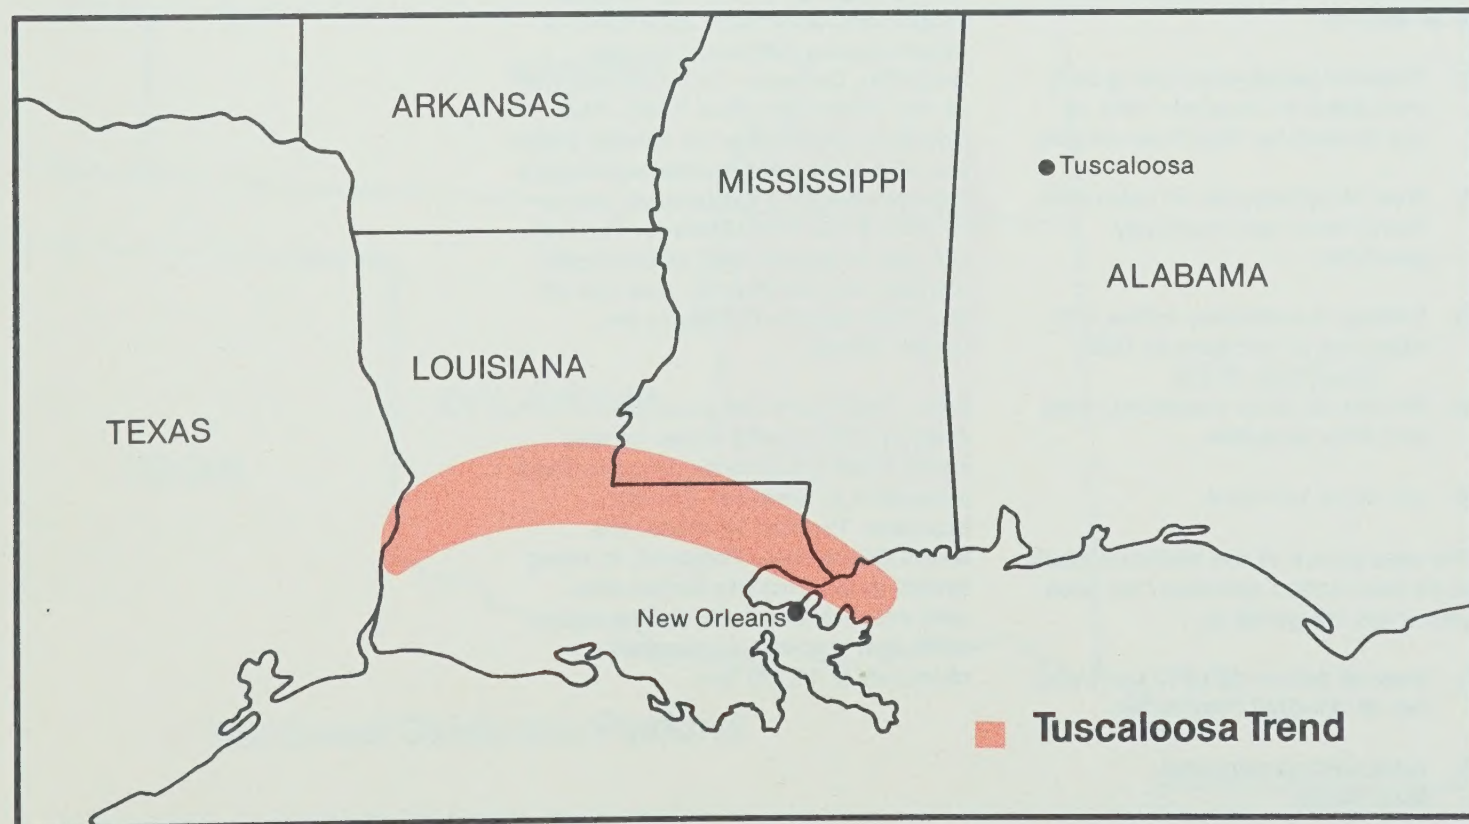 ARKANSAS
Tuscaloosa
MISSISSIPPI
ALABAMA
LOUISIANA
TEXAS
New Orleans
Tuscaloosa Trend